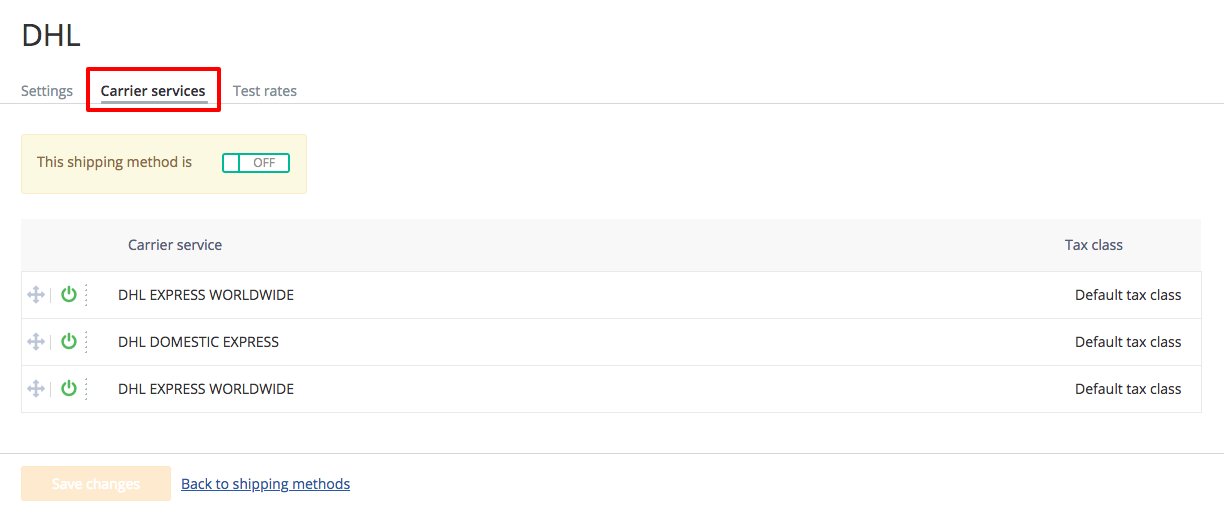 DHL
Settings Carrier services Test rates
This shipping method is OFF
Carrier service Tax class
DHL EXPRESS WORLDWIDE Default tax class
DHL DOMESTIC EXPRESS Default tax class
DHL EXPRESS WORLDWIDE Default tax class
Save changes Back to shipping methods